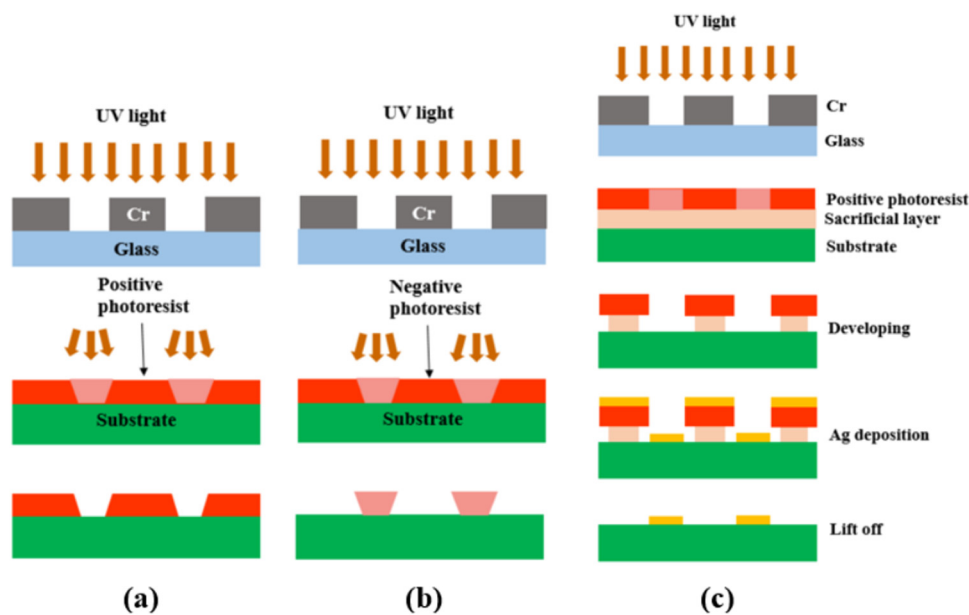 UV light
Cr
Glass
Positive
photoresist
Substrate
(a)
UV light
Cr
Glass
Negative
photoresist
Substrate
(b)
UV light
Cr
Glass
Positive photoresist
Sacrificial layer
Substrate
Developing
Ag deposition
Lift off
(c)